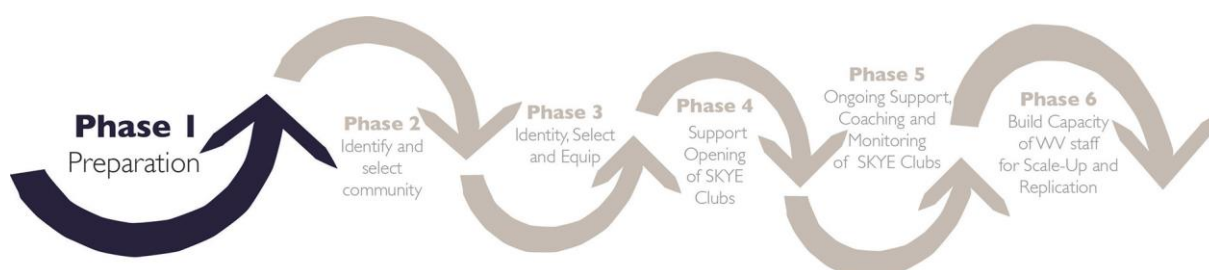 Phase 1
Preparation
Phase 2
Identify and
select
community
Phase 3
Identity, Select
and Equip
Phase 4
Support
Opening
of SKYE
Clubs
Phase 5
Ongoing Support,
Coaching and
Monitoring
of SKYE Clubs
Phase 6
Build Capacity
of WV staff
for Scale-Up and
Replication